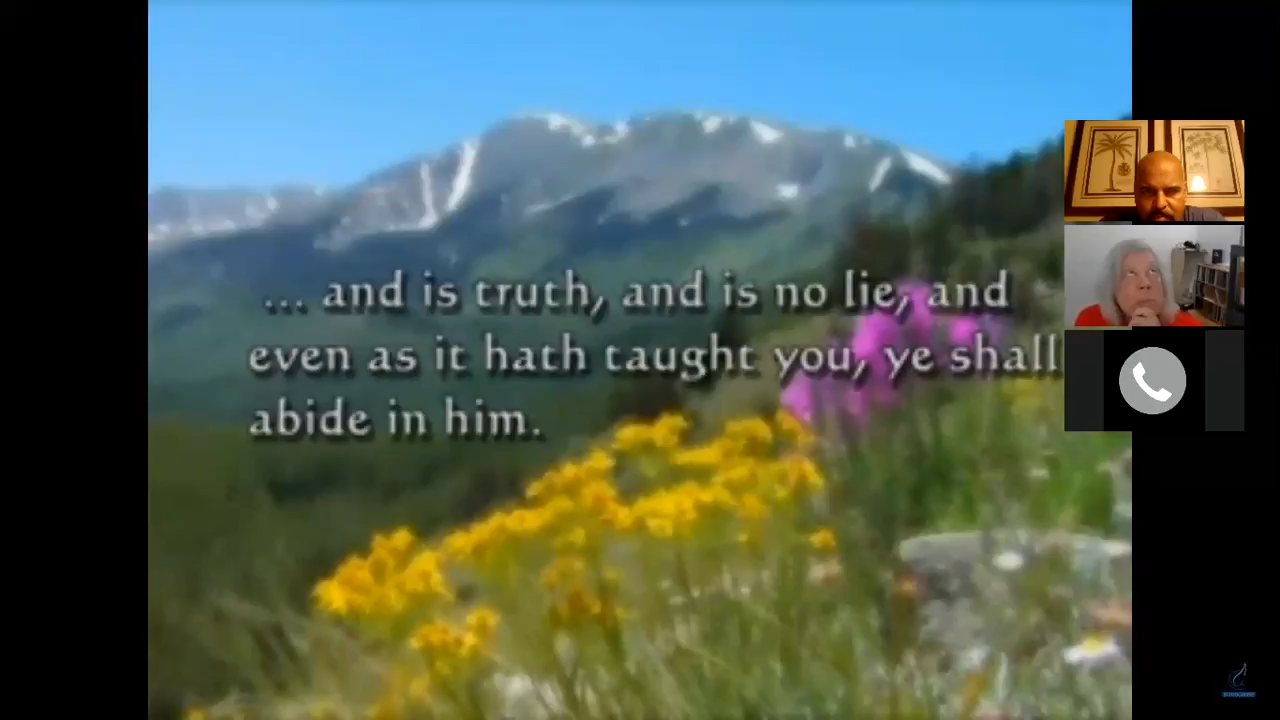 ... and is truth, and is no lie, and
even as it hath taught you, ye shall
abide in him.